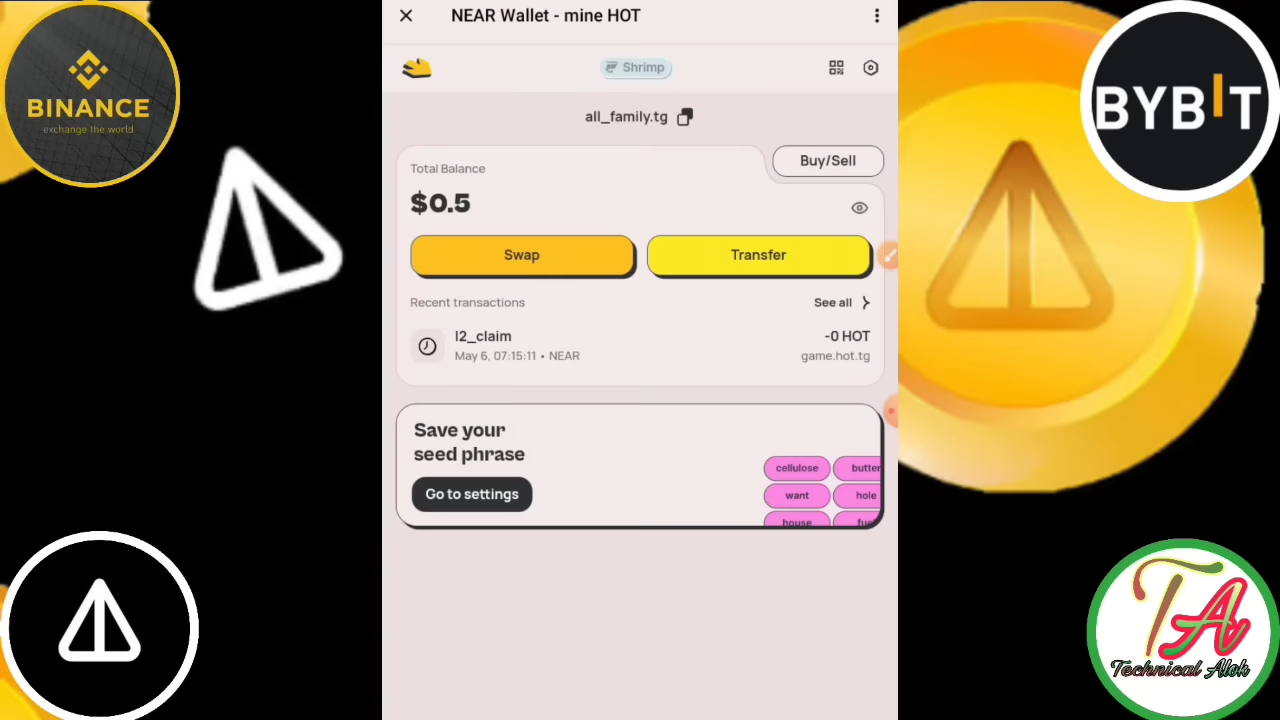 NEAR Wallet - mine HOT
BINANCE
exchange the world
BYBIT
Shrimp
all_family.tg
Total Balance
Buy/Sell
$0.5
Swap
Transfer
Recent transactions
See all
l2_claim
-0 HOT
May 6, 07:15:11 • NEAR
game.hot.tg
Save your
seed phrase
Go to settings
cellulose
butter
want
hole
house
TA
Technical Alok